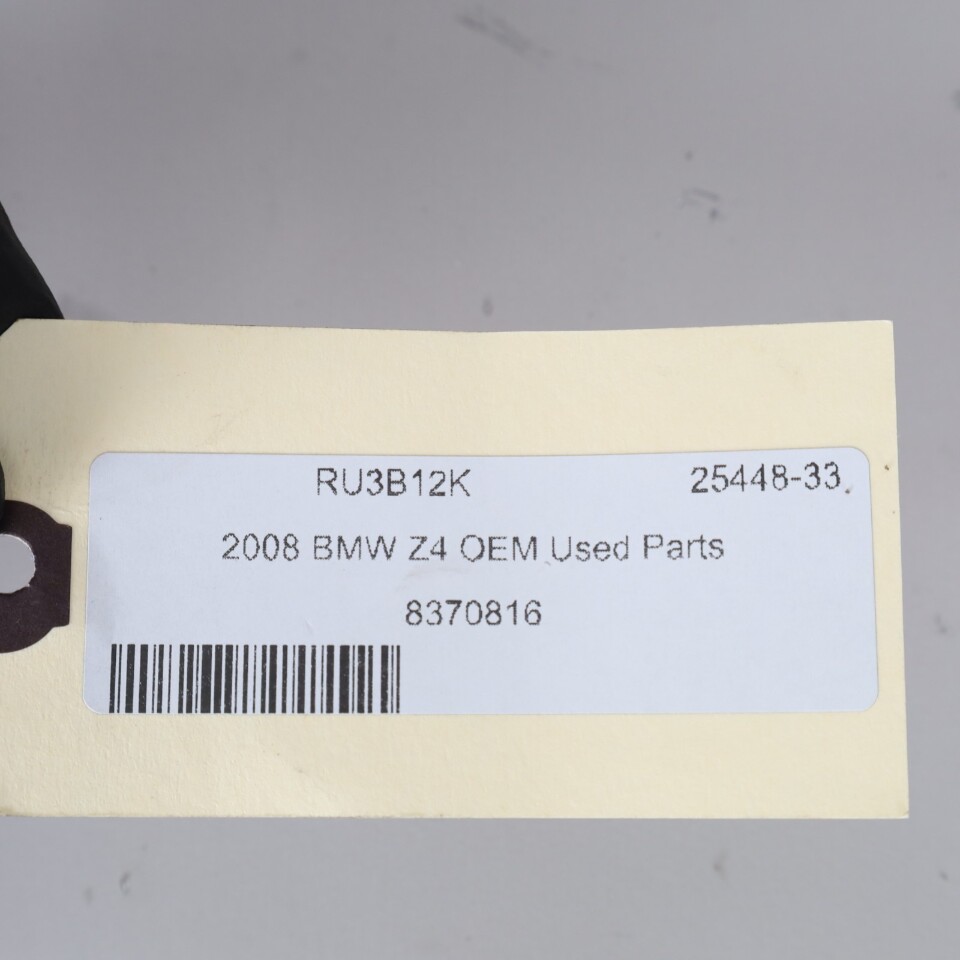 RU3B12K 25448-33
2008 BMW Z4 OEM Used Parts
8370816